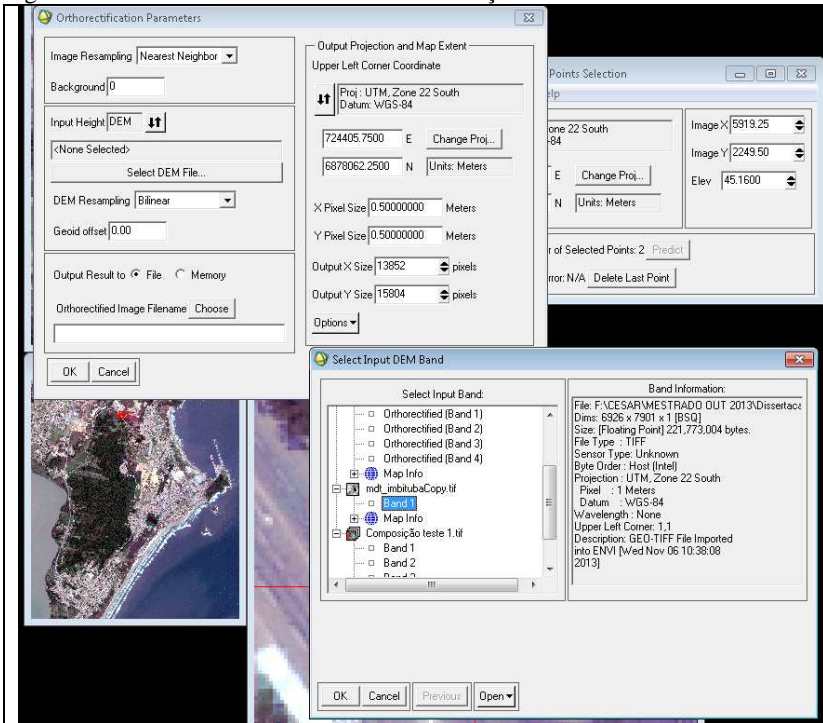 Orthorectification Parameters
Image Resampling Nearest Neighbor
Background 0
Input Height DEM
<None Selected>
Select DEM File...
DEM Resampling Bilinear
Geoid offset 0.00
Output Result to File Memory
Orthorectified Image Filename Choose
OK Cancel
Output Projection and Map Extent
Upper Left Corner Coordinate
Proj : UTM, Zone 22 South
Datum: WGS-84
724405.7500 E Change Proj...
6878062.2500 N Units: Meters
X Pixel Size 0.50000000 Meters
Y Pixel Size 0.50000000 Meters
Output X Size 13852 pixels
Output Y Size 15804 pixels
Options
Points Selection
elp
one 22 South
-84
E Change Proj...
N Units: Meters
Image X 5919.25
Image Y 2249.50
Elev 45.1600
r of Selected Points: 2 Predict
rror: N/A Delete Last Point
Select Input DEM Band
Select Input Band:
Orthorectified (Band 1)
Orthorectified (Band 2)
Orthorectified (Band 3)
Orthorectified (Band 4)
Map Info
mdt_imbitubaCopy.tif
Band 1
Map Info
Composição teste 1.tif
Band 1
Band 2
Band Information:
File: F:\CESAR\MESTRADO OUT 2013\Dissertaca
Dims: 6926 x 7901 x 1 [BSQ]
Size: [Floating Point] 221,773,004 bytes.
File Type : TIFF
Sensor Type: Unknown
Byte Order : Host (Intel)
Projection : UTM, Zone 22 South
Pixel : 1 Meters
Datum : WGS-84
Wavelength : None
Upper Left Corner: 1,1
Description: GEO-TIFF File Imported
into ENVI [Wed Nov 06 10:38:08
2013]
OK Cancel Previous Open